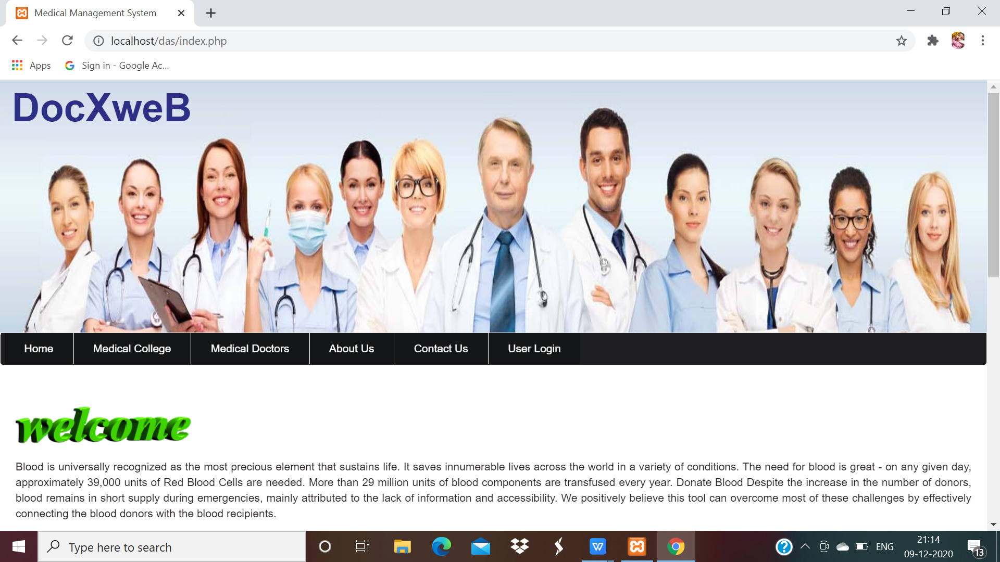 Medical Management System
localhost/das/index.php
Apps
Sign in - Google Ac...
DocXweB
Home
Medical College
Medical Doctors
About Us
Contact Us
User Login
welcome
Blood is universally recognized as the most precious element that sustains life. It saves innumerable lives across the world in a variety of conditions. The need for blood is great - on any given day,
approximately 39,000 units of Red Blood Cells are needed. More than 29 million units of blood components are transfused every year. Donate Blood Despite the increase in the number of donors,
blood remains in short supply during emergencies, mainly attributed to the lack of information and accessibility. We positively believe this tool can overcome most of these challenges by effectively
connecting the blood donors with the blood recipients.
Type here to search
ENG
21:14
09-12-2020
13